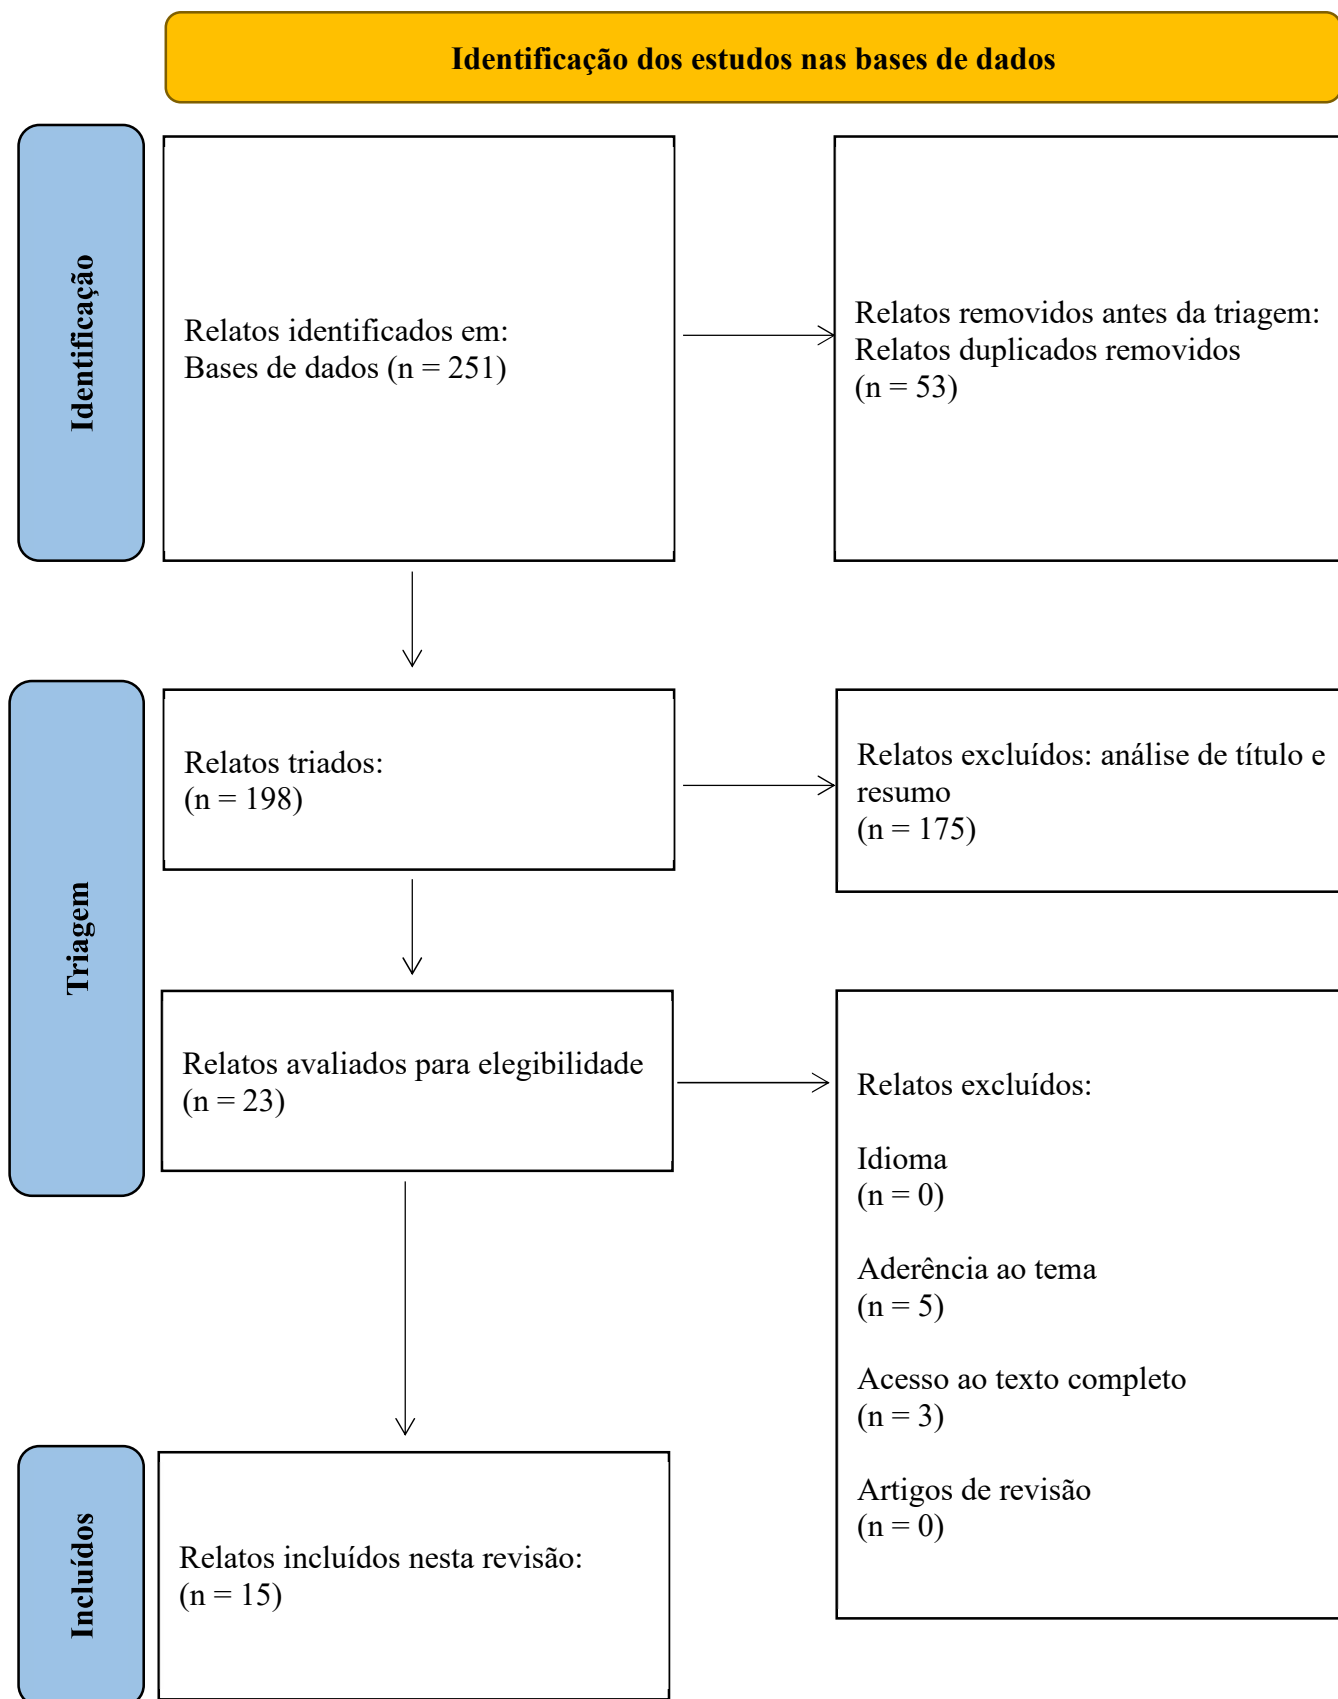 Identificação dos estudos nas bases de dados
Identificação
Relatos identificados em:
Bases de dados (n = 251)
Relatos removidos antes da triagem:
Relatos duplicados removidos
(n = 53)
Triagem
Relatos triados:
(n = 198)
Relatos excluídos: análise de título e
resumo
(n = 175)
Relatos avaliados para elegibilidade
(n = 23)
Relatos excluídos:
Idioma
(n = 0)
Aderência ao tema
(n = 5)
Acesso ao texto completo
(n = 3)
Artigos de revisão
(n = 0)
Incluídos
Relatos incluídos nesta revisão:
(n = 15)